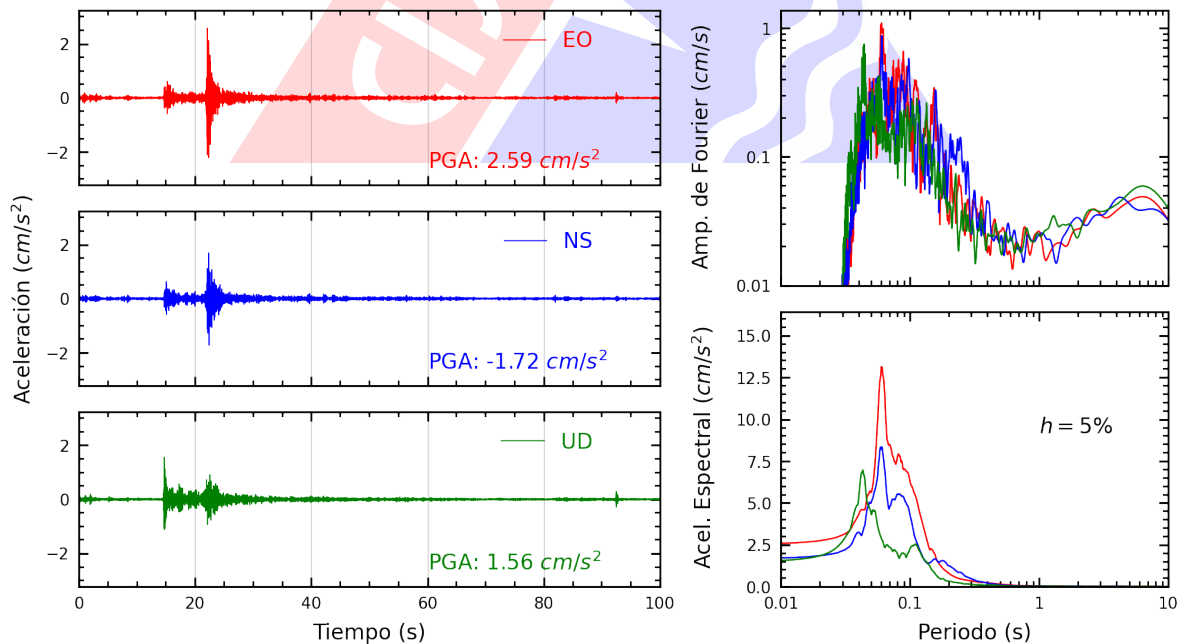 Aceleración (cm/s²)
2
0
−2
EO
PGA: 2.59 cm/s²
2
0
−2
NS
PGA: -1.72 cm/s²
2
0
−2
UD
PGA: 1.56 cm/s²
0 20 40 60 80 100
Tiempo (s)
Amp. de Fourier (cm/s)
1
0.1
0.01
Acel. Espectral (cm/s²)
15.0
12.5
10.0
7.5
5.0
2.5
0.0
h = 5%
0.01 0.1 1 10
Periodo (s)